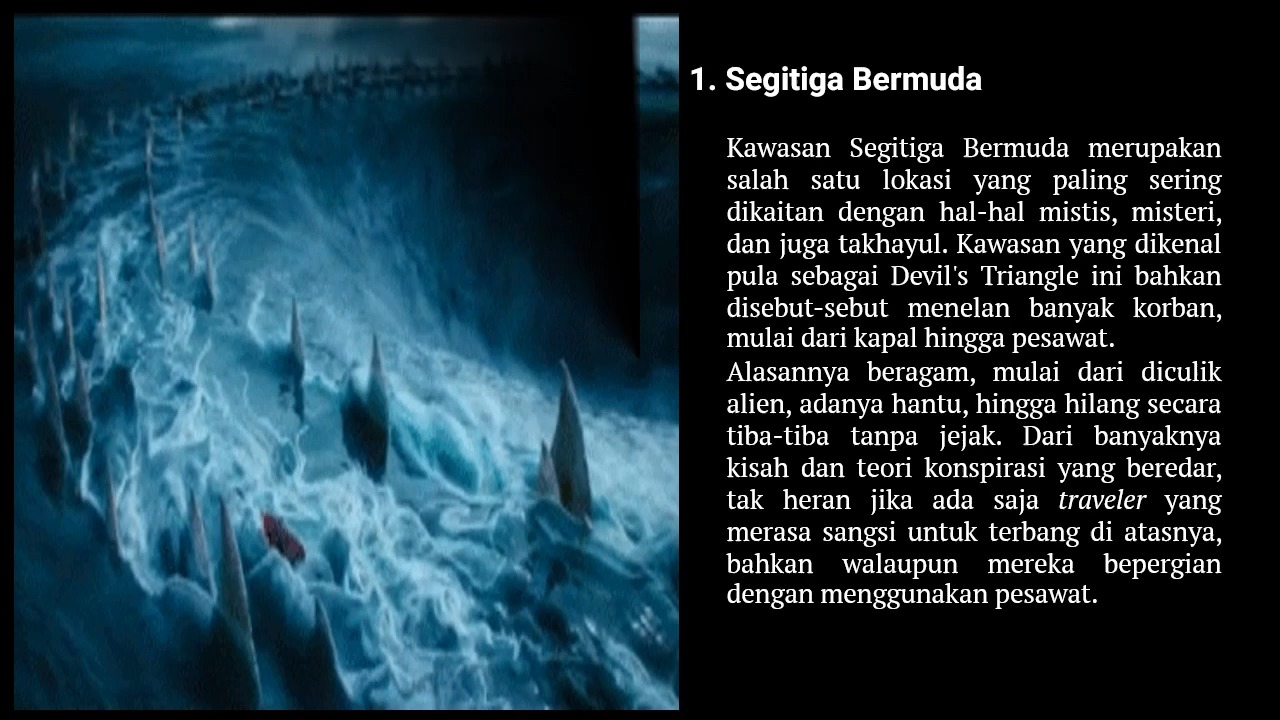 1. Segitiga Bermuda
Kawasan Segitiga Bermuda merupakan
salah satu lokasi yang paling sering
dikaitan dengan hal-hal mistis, misteri,
dan juga takhayul. Kawasan yang dikenal
pula sebagai Devil's Triangle ini bahkan
disebut-sebut menelan banyak korban,
mulai dari kapal hingga pesawat.
Alasannya beragam, mulai dari diculik
alien, adanya hantu, hingga hilang secara
tiba-tiba tanpa jejak. Dari banyaknya
kisah dan teori konspirasi yang beredar,
tak heran jika ada saja traveler yang
merasa sangsi untuk terbang di atasnya,
bahkan walaupun mereka bepergian
dengan menggunakan pesawat.